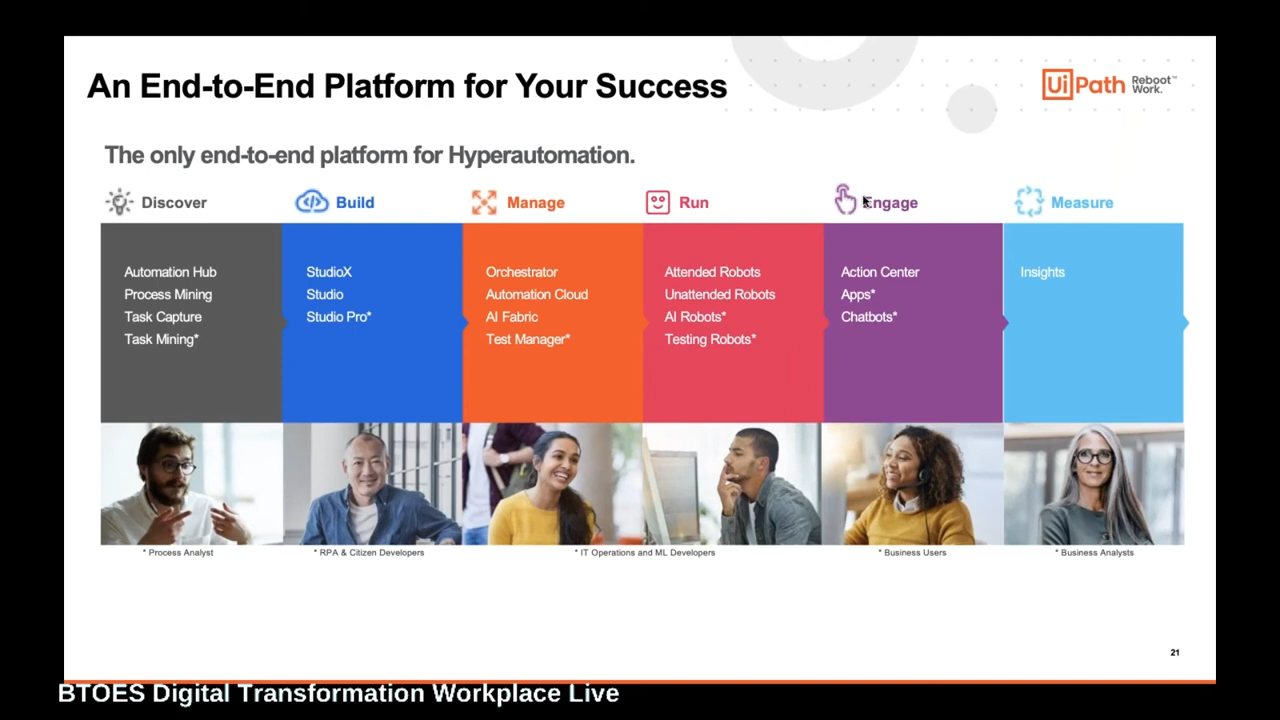 An End-to-End Platform for Your Success
UiPath Reboot Work.™
The only end-to-end platform for Hyperautomation.
Discover
Build
Manage
Run
Engage
Measure
Automation Hub
Process Mining
Task Capture
Task Mining*
StudioX
Studio
Studio Pro*
Orchestrator
Automation Cloud
AI Fabric
Test Manager*
Attended Robots
Unattended Robots
AI Robots*
Testing Robots*
Action Center
Apps*
Chatbots*
Insights
* Process Analyst
* RPA & Citizen Developers
* IT Operations and ML Developers
* Business Users
* Business Analysts
21
BTOES Digital Transformation Workplace Live